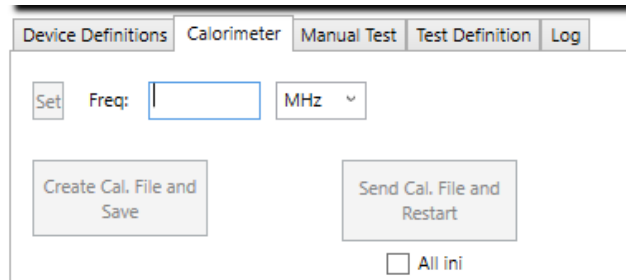 Device Definitions Calorimeter Manual Test Test Definition Log
Set Freq: MHz
Create Cal. File and Send Cal. File and
Save Restart
All ini